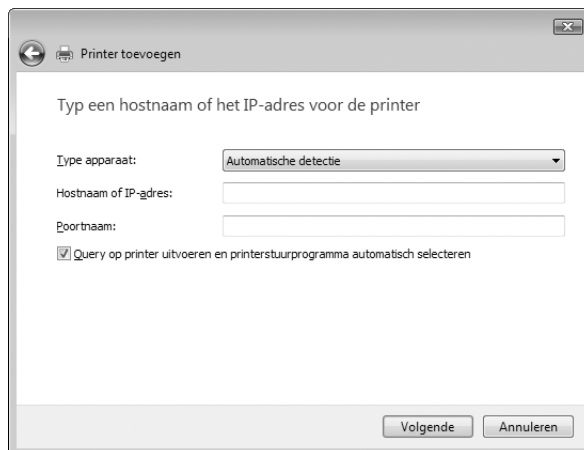 Printer toevoegen
Typ een hostnaam of het IP-adres voor de printer
Type apparaat: Automatische detectie
Hostnaam of IP-adres:
Poortnaam:
Query op printer uitvoeren en printerstuurprogramma automatisch selecteren
Volgende Annuleren